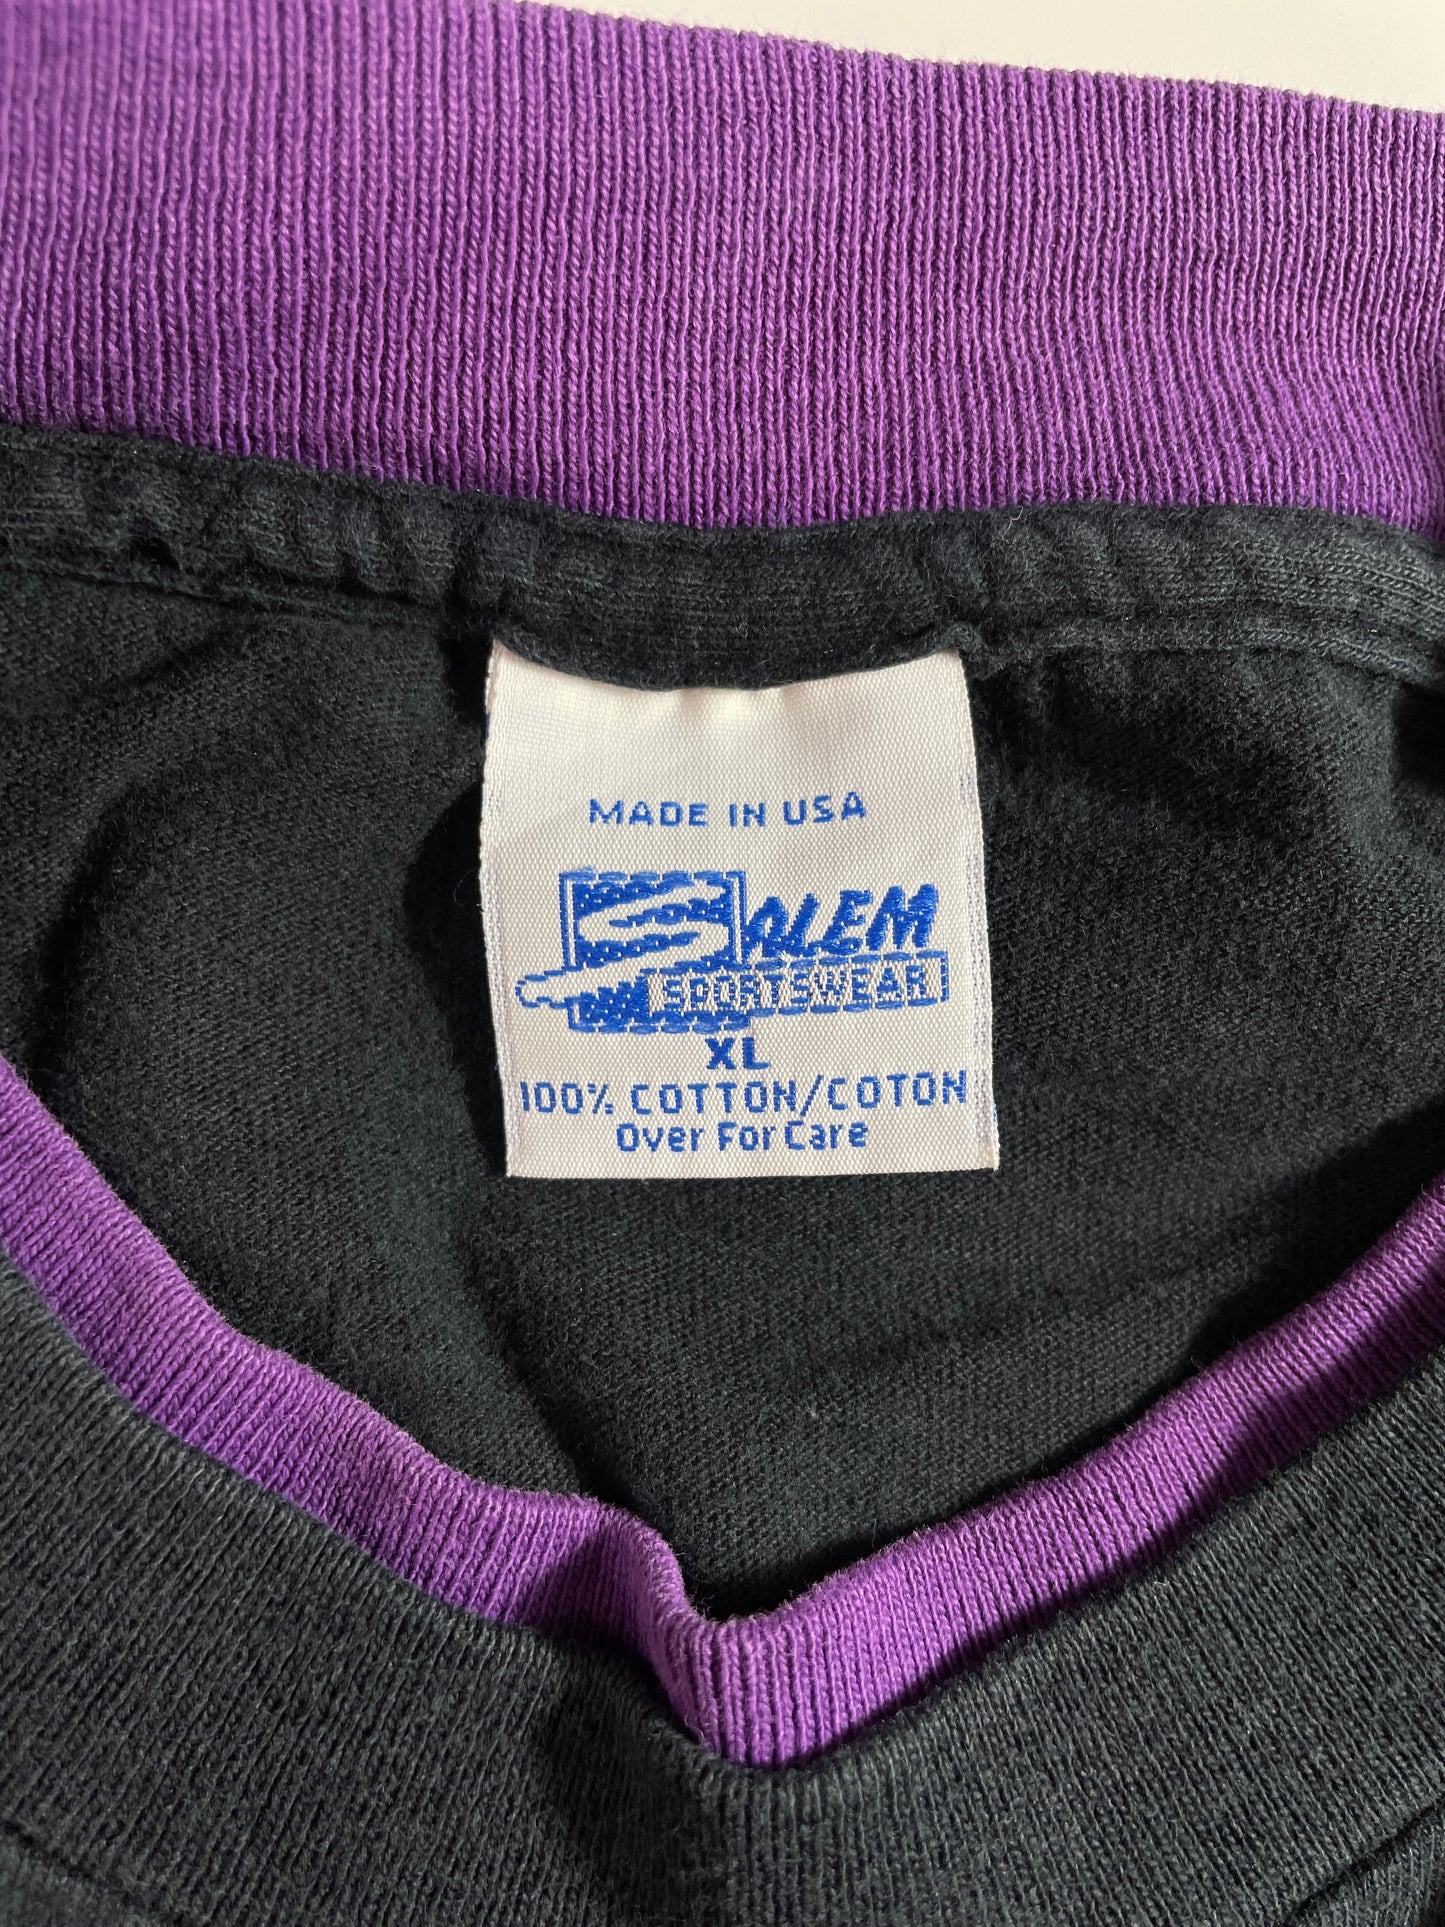 MADE IN USA
SALEM
SPORTSWEAR
XL
100% COTTON/COTON
Over For Care